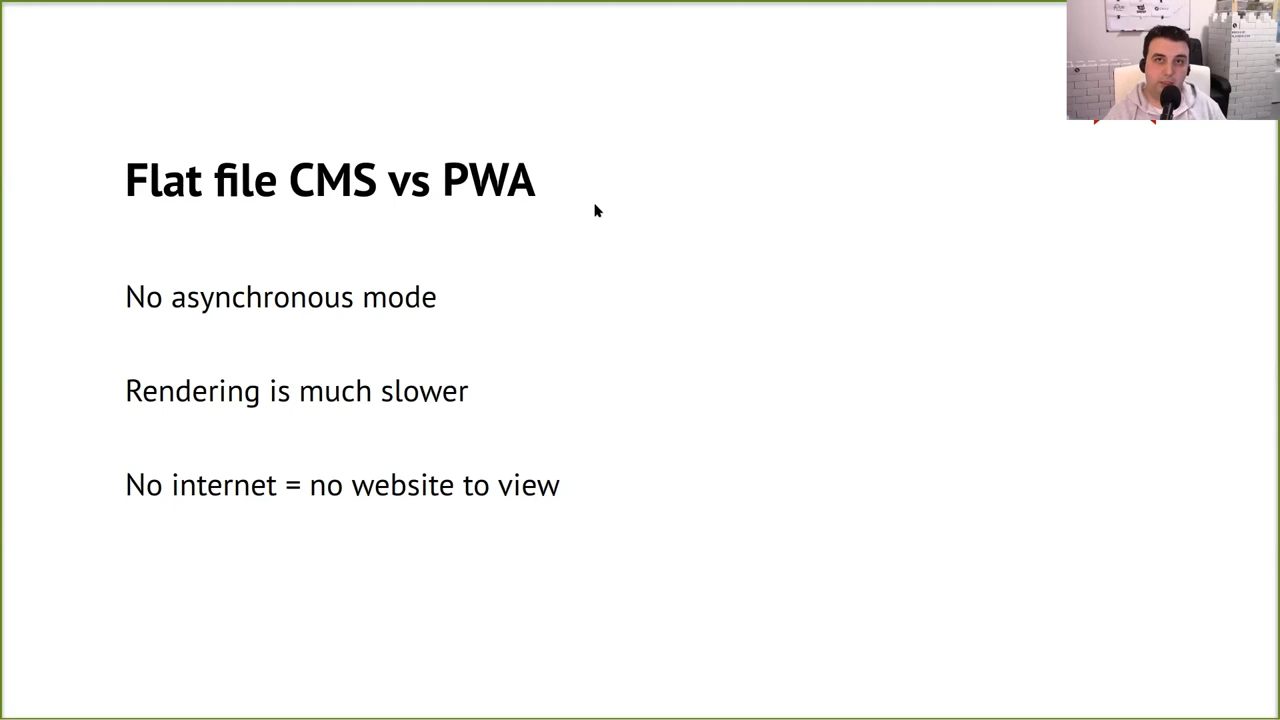 Flat file CMS vs PWA
No asynchronous mode
Rendering is much slower
No internet = no website to view